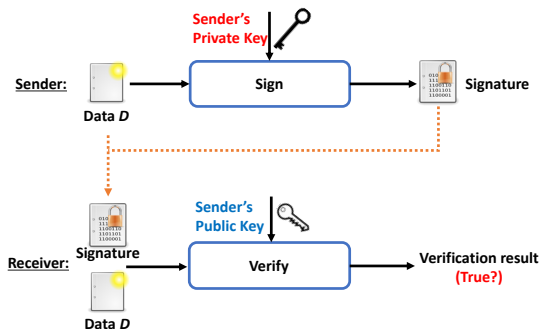 Sender's
Private Key
Sender:
Sign
Signature
Data D
Sender's
Public Key
Signature
Receiver:
Verify
Verification result
(True?)
Data D